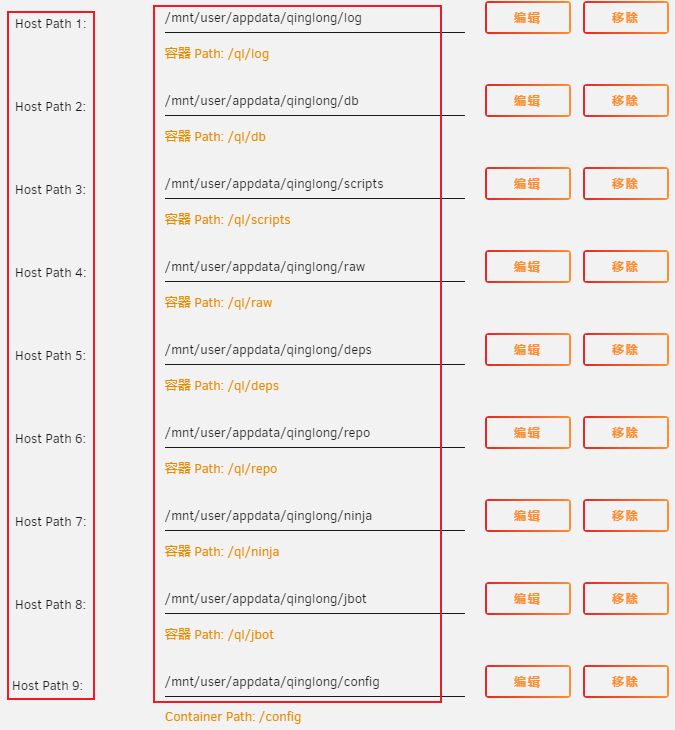 Host Path 1: /mnt/user/appdata/qinglong/log 编辑 移除
容器 Path: /ql/log
Host Path 2: /mnt/user/appdata/qinglong/db 编辑 移除
容器 Path: /ql/db
Host Path 3: /mnt/user/appdata/qinglong/scripts 编辑 移除
容器 Path: /ql/scripts
Host Path 4: /mnt/user/appdata/qinglong/raw 编辑 移除
容器 Path: /ql/raw
Host Path 5: /mnt/user/appdata/qinglong/deps 编辑 移除
容器 Path: /ql/deps
Host Path 6: /mnt/user/appdata/qinglong/repo 编辑 移除
容器 Path: /ql/repo
Host Path 7: /mnt/user/appdata/qinglong/ninja 编辑 移除
容器 Path: /ql/ninja
Host Path 8: /mnt/user/appdata/qinglong/jbot 编辑 移除
容器 Path: /ql/jbot
Host Path 9: /mnt/user/appdata/qinglong/config 编辑 移除
Container Path: /config